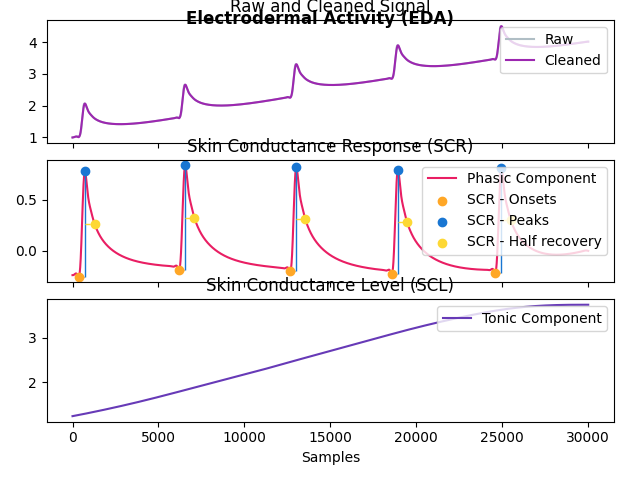 Raw and Cleaned Signal
Electrodermal Activity (EDA)
4
3
2
1
Raw
Cleaned
Skin Conductance Response (SCR)
0.5
0.0
Phasic Component
SCR - Onsets
SCR - Peaks
SCR - Half recovery
Skin Conductance Level (SCL)
3
2
Tonic Component
0 5000 10000 15000 20000 25000 30000
Samples